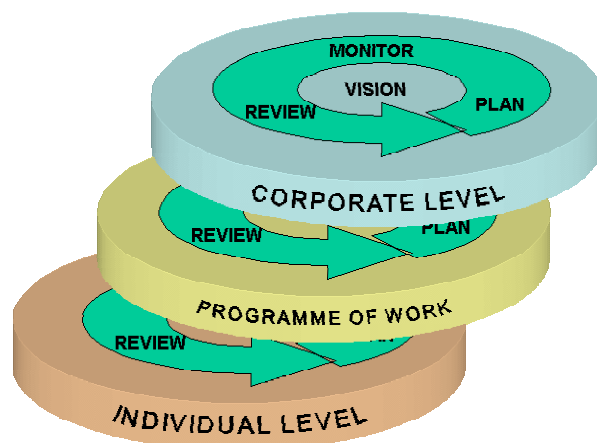 MONITOR
VISION
REVIEW
PLAN
CORPORATE LEVEL
REVIEW
PLAN
PROGRAMME OF WORK
REVIEW
INDIVIDUAL LEVEL